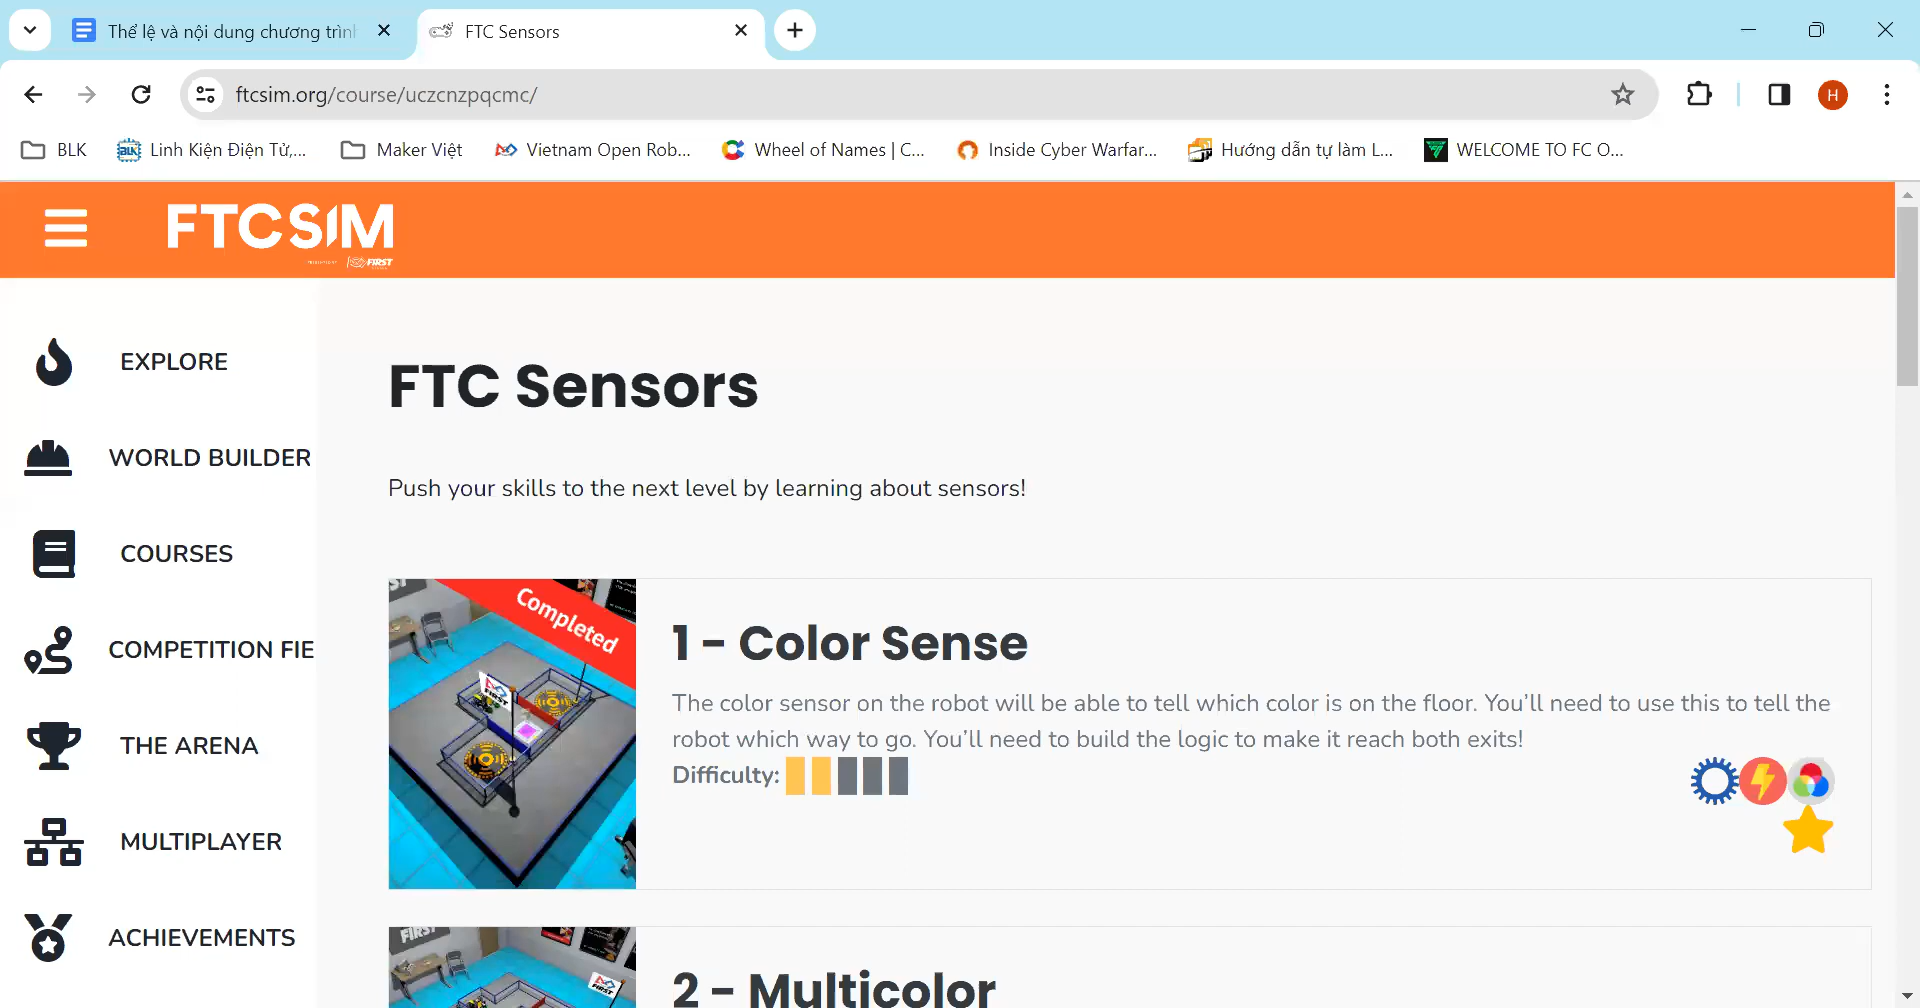 Thể lệ và nội dung chương trình
FTC Sensors
ftcsim.org/course/uczcnzpqcmc/
H
BLK
Linh Kiện Điện Tử,...
Maker Việt
Vietnam Open Rob...
Wheel of Names | C...
Inside Cyber Warfar...
Hướng dẫn tự làm L...
WELCOME TO FC O...
FTCSIM
FIRST
EXPLORE
WORLD BUILDER
COURSES
COMPETITION FIE
THE ARENA
MULTIPLAYER
ACHIEVEMENTS
FTC Sensors
Push your skills to the next level by learning about sensors!
Completed
FIRST
1 - Color Sense
The color sensor on the robot will be able to tell which color is on the floor. You'll need to use this to tell the
robot which way to go. You'll need to build the logic to make it reach both exits!
Difficulty:
FIRST
2 - Multicolor